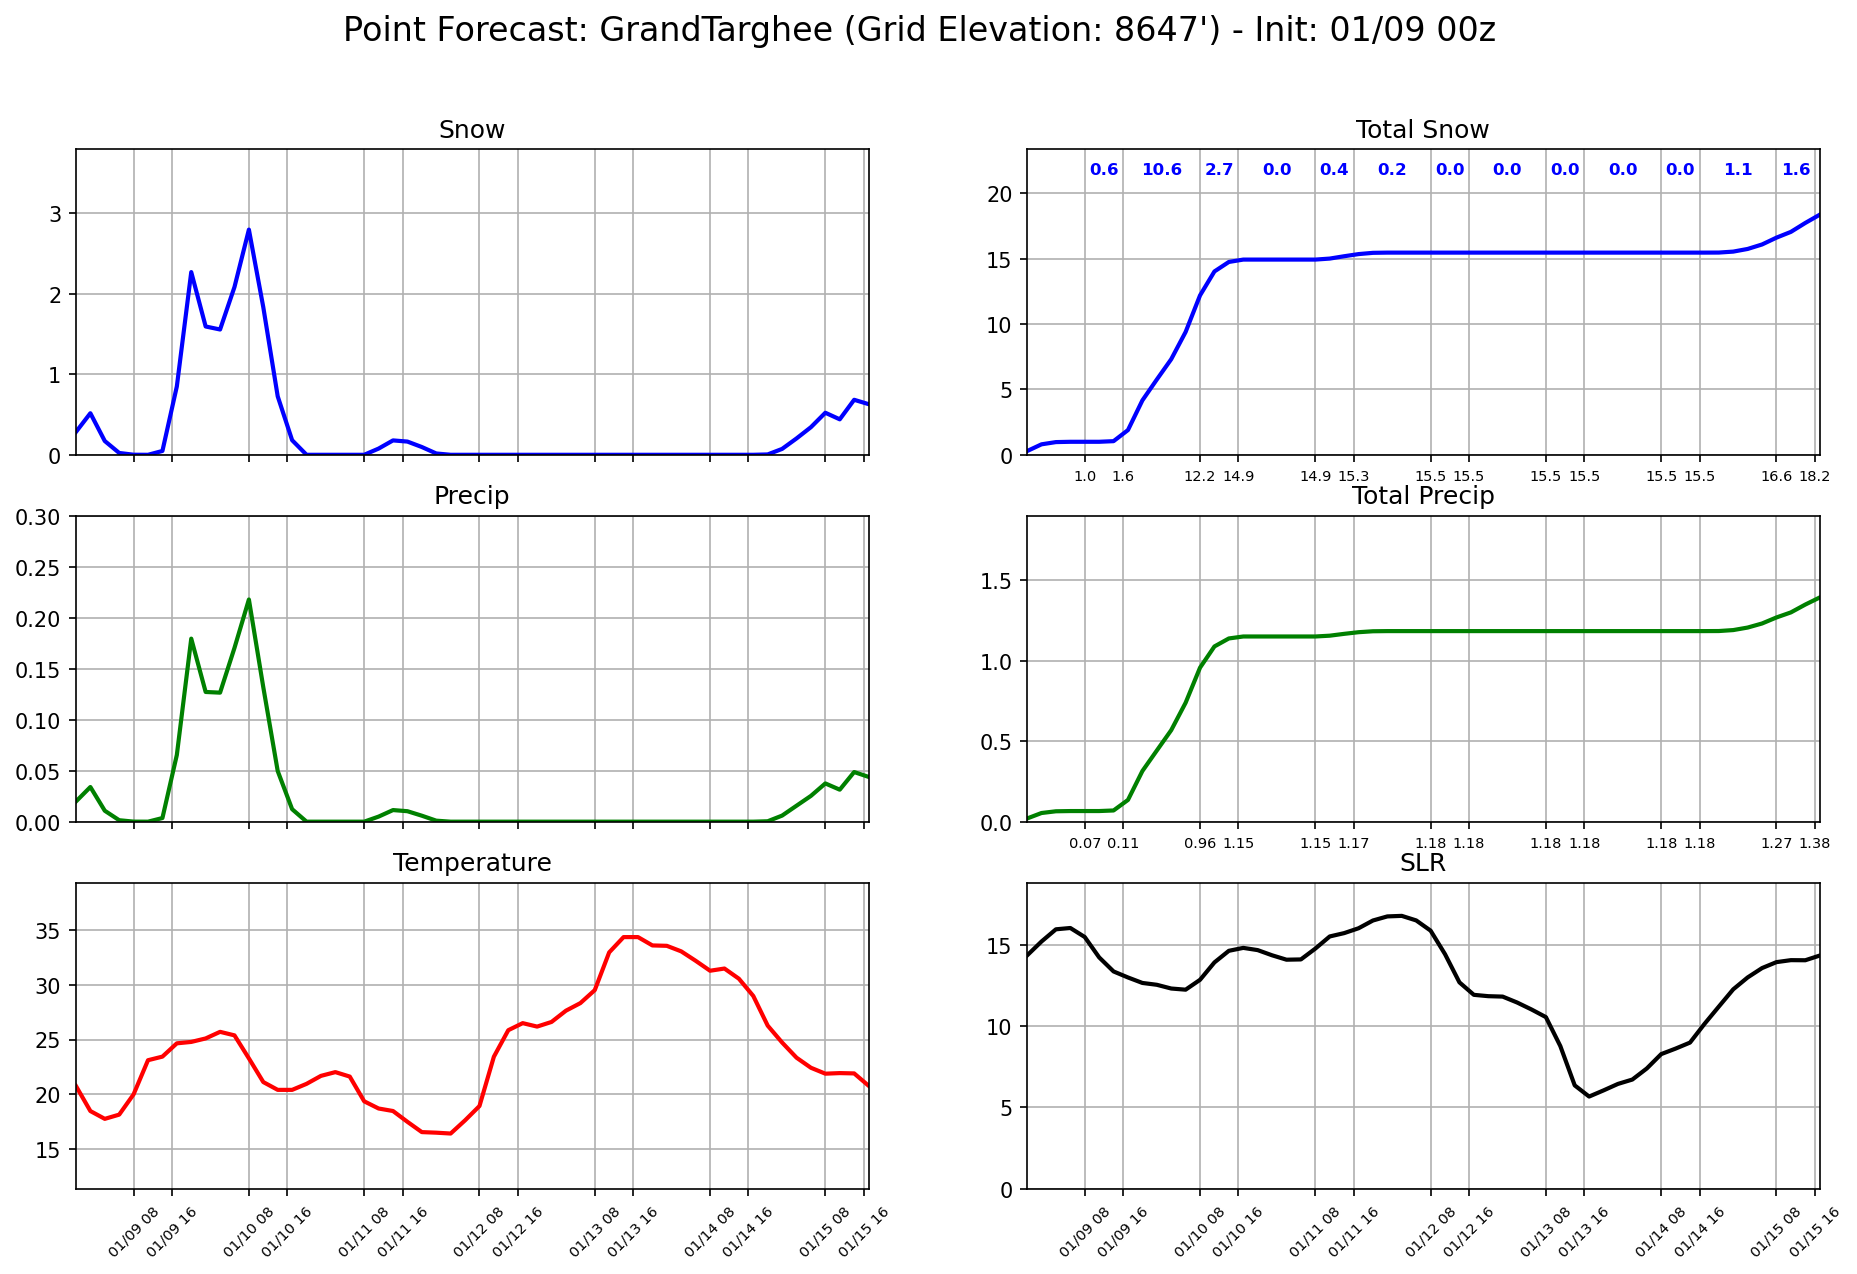 Point Forecast: GrandTarghee (Grid Elevation: 8647') - Init: 01/09 00z
Snow
3
2
1
0
Total Snow
0.6 10.6 2.7 0.0 0.4 0.2 0.0 0.0 0.0 0.0 0.0 1.1 1.6
20
15
10
5
0
1.0 1.6 12.2 14.9 14.9 15.3 15.5 15.5 15.5 15.5 15.5 15.5 16.6 18.2
Precip
0.30
0.25
0.20
0.15
0.10
0.05
0.00
Total Precip
1.5
1.0
0.5
0.0
0.07 0.11 0.96 1.15 1.15 1.17 1.18 1.18 1.18 1.18 1.18 1.18 1.27 1.38
Temperature
35
30
25
20
15
01/09 08 01/09 16 01/10 08 01/10 16 01/11 08 01/11 16 01/12 08 01/12 16 01/13 08 01/13 16 01/14 08 01/14 16 01/15 08 01/15 16
SLR
15
10
5
0
01/09 08 01/09 16 01/10 08 01/10 16 01/11 08 01/11 16 01/12 08 01/12 16 01/13 08 01/13 16 01/14 08 01/14 16 01/15 08 01/15 16